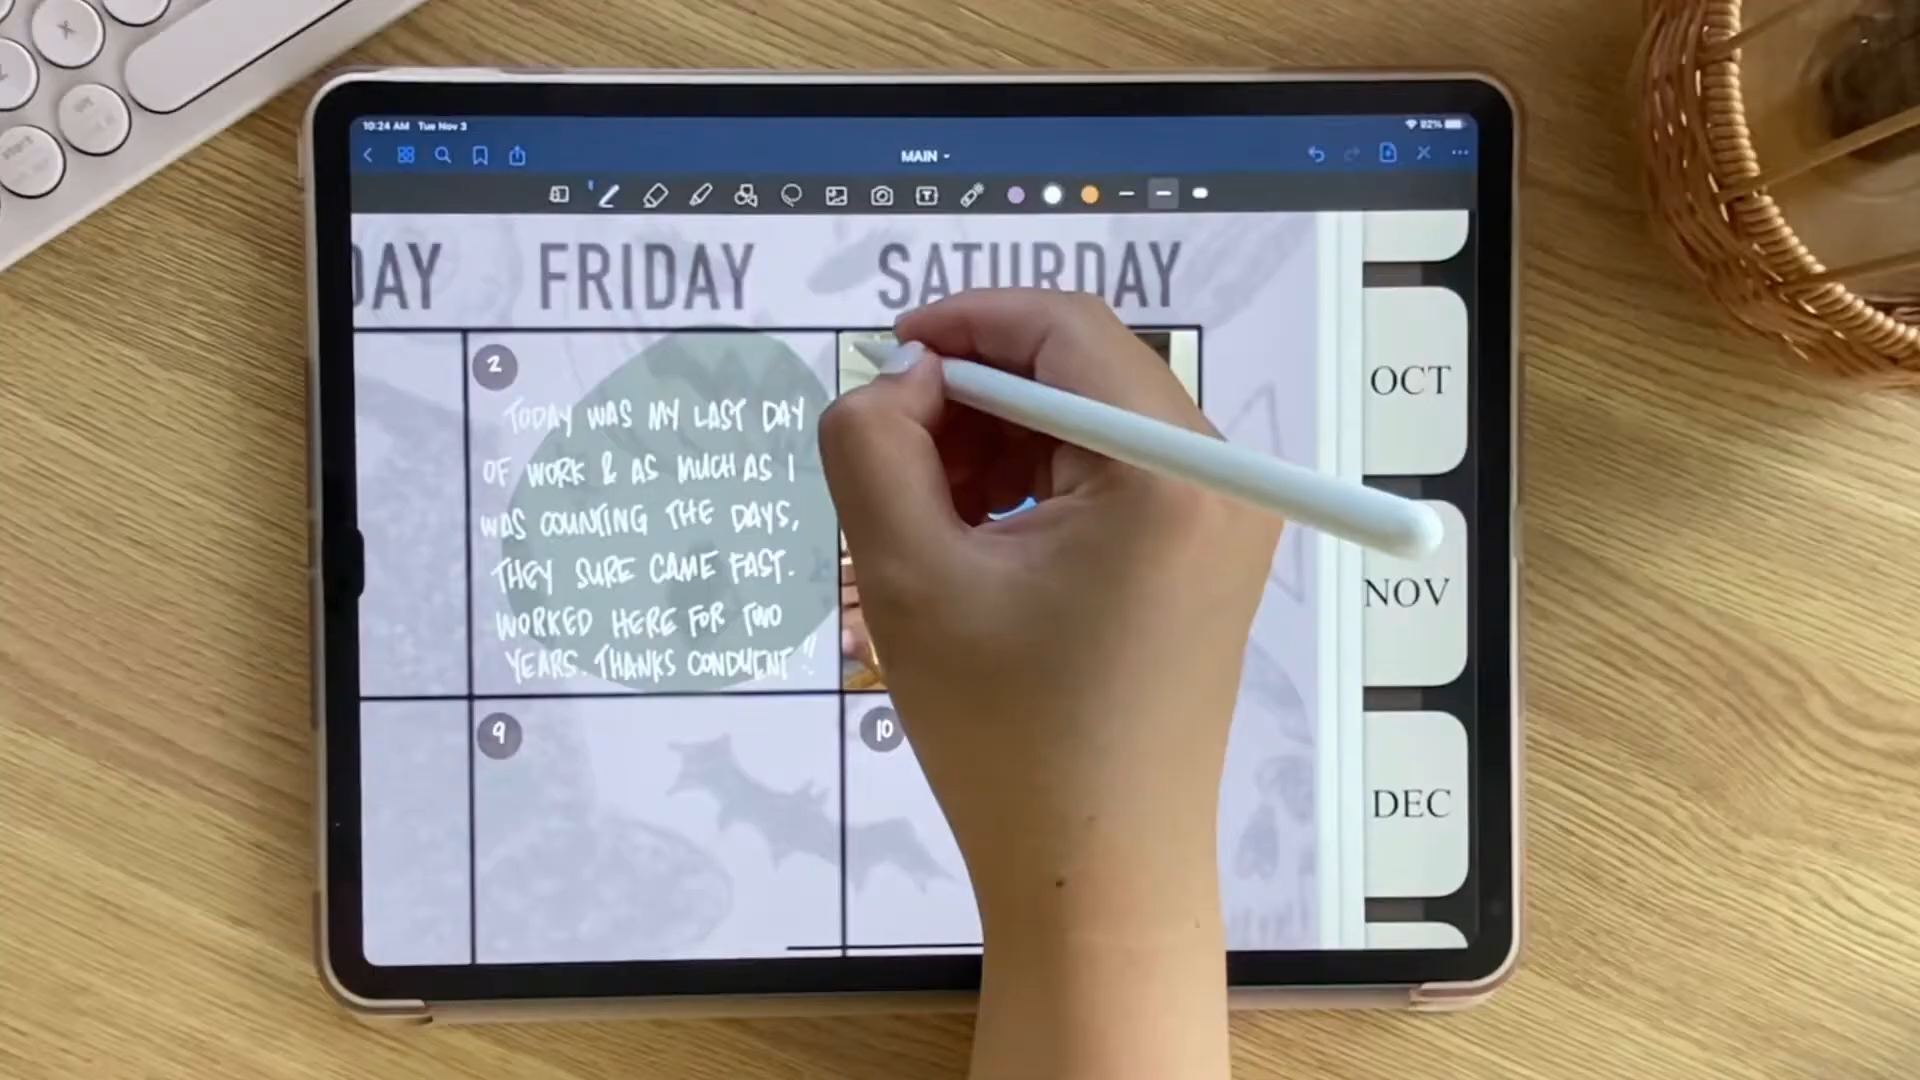 10:24 AM Tue Nov 3
92%
MAIN
DAY FRIDAY SATURDAY
2
TODAY WAS MY LAST DAY
OF WORK & AS MUCH AS I
WAS COUNTING THE DAYS,
THEY SURE CAME FAST.
WORKED HERE FOR TWO
YEARS. THANKS CONDUENT!!
9
10
OCT
NOV
DEC